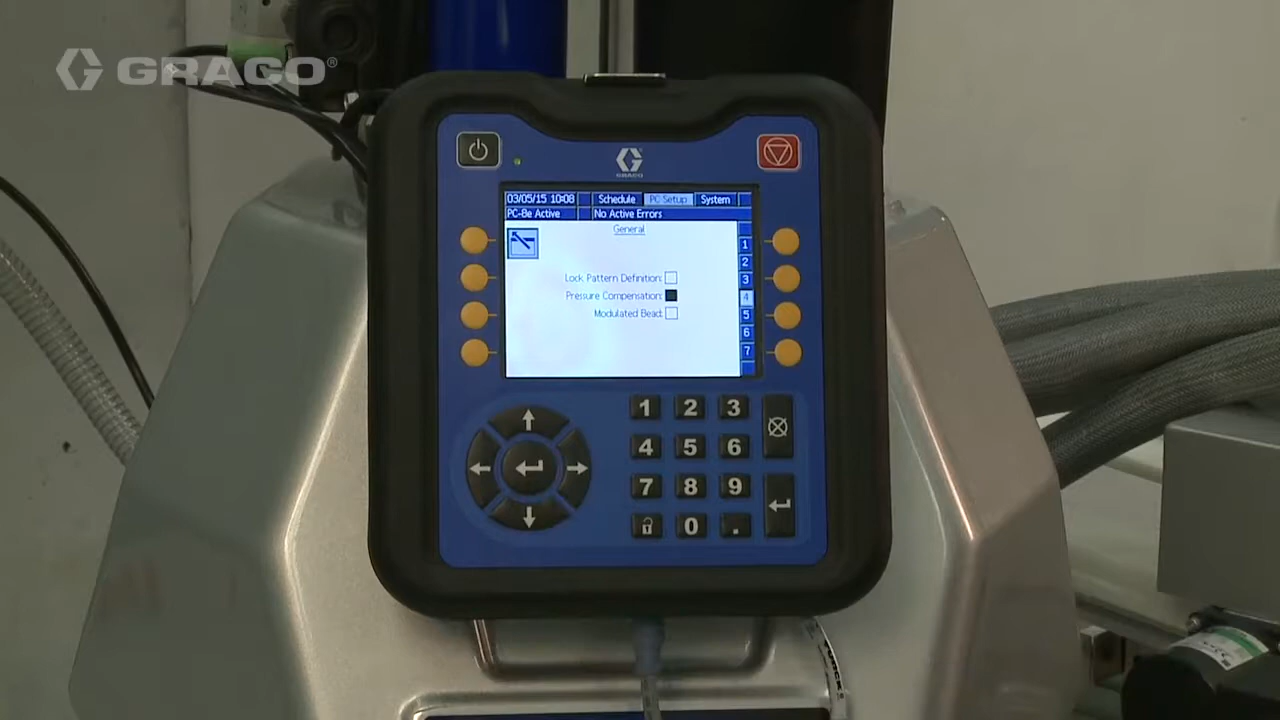 GRACO®
GRACO
03/05/15 10:08 Schedule PC Setup System
PC-8e Active No Active Errors
General
Lock Pattern Definition:
Pressure Compensation:
Modulated Bead:
1
2
3
4
5
6
7
1 2 3
4 5 6
7 8 9
0 .